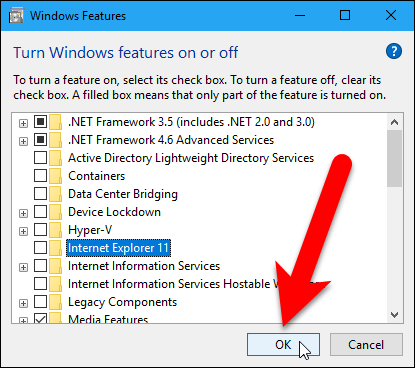 Windows Features
Turn Windows features on or off
?
To turn a feature on, select its check box. To turn a feature off, clear its
check box. A filled box means that only part of the feature is turned on.
.NET Framework 3.5 (includes .NET 2.0 and 3.0)
.NET Framework 4.6 Advanced Services
Active Directory Lightweight Directory Services
Containers
Data Center Bridging
Device Lockdown
Hyper-V
Internet Explorer 11
Internet Information Services
Internet Information Services Hostable
Legacy Components
Media Features
OK
Cancel